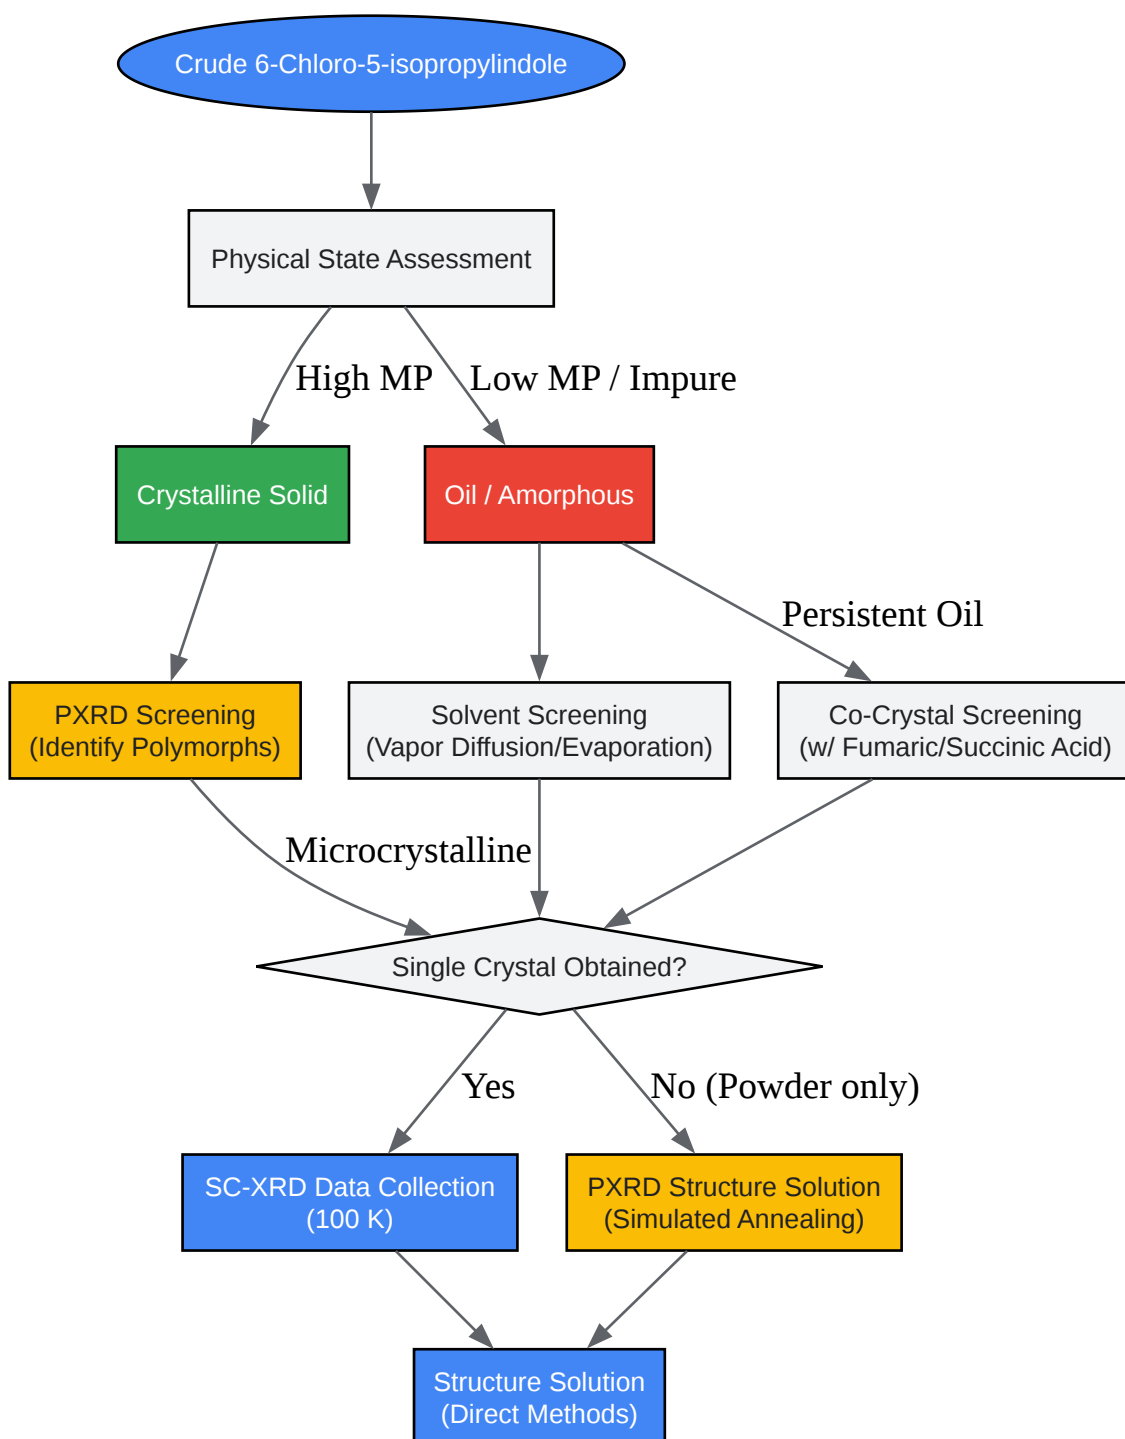 Crude 6-Chloro-5-isopropylindole
Physical State Assessment
High MP
Low MP / Impure
Crystalline Solid
Oil / Amorphous
Persistent Oil
PXRD Screening
(Identify Polymorphs)
Solvent Screening
(Vapor Diffusion/Evaporation)
Co-Crystal Screening
(w/ Fumaric/Succinic Acid)
Microcrystalline
Single Crystal Obtained?
Yes
No (Powder only)
SC-XRD Data Collection
(100 K)
PXRD Structure Solution
(Simulated Annealing)
Structure Solution
(Direct Methods)